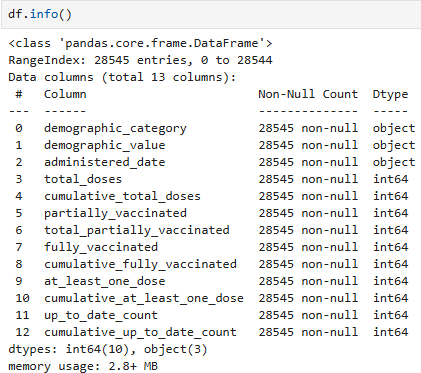 df.info()
<class 'pandas.core.frame.DataFrame'>
RangeIndex: 28545 entries, 0 to 28544
Data columns (total 13 columns):
 #   Column                       Non-Null Count  Dtype
---  ------                       --------------  -----
 0   demographic_category         28545 non-null  object
 1   demographic_value            28545 non-null  object
 2   administered_date            28545 non-null  object
 3   total_doses                  28545 non-null  int64
 4   cumulative_total_doses       28545 non-null  int64
 5   partially_vaccinated         28545 non-null  int64
 6   total_partially_vaccinated   28545 non-null  int64
 7   fully_vaccinated             28545 non-null  int64
 8   cumulative_fully_vaccinated  28545 non-null  int64
 9   at_least_one_dose            28545 non-null  int64
 10  cumulative_at_least_one_dose 28545 non-null  int64
 11  up_to_date_count             28545 non-null  int64
 12  cumulative_up_to_date_count  28545 non-null  int64
dtypes: int64(10), object(3)
memory usage: 2.8+ MB